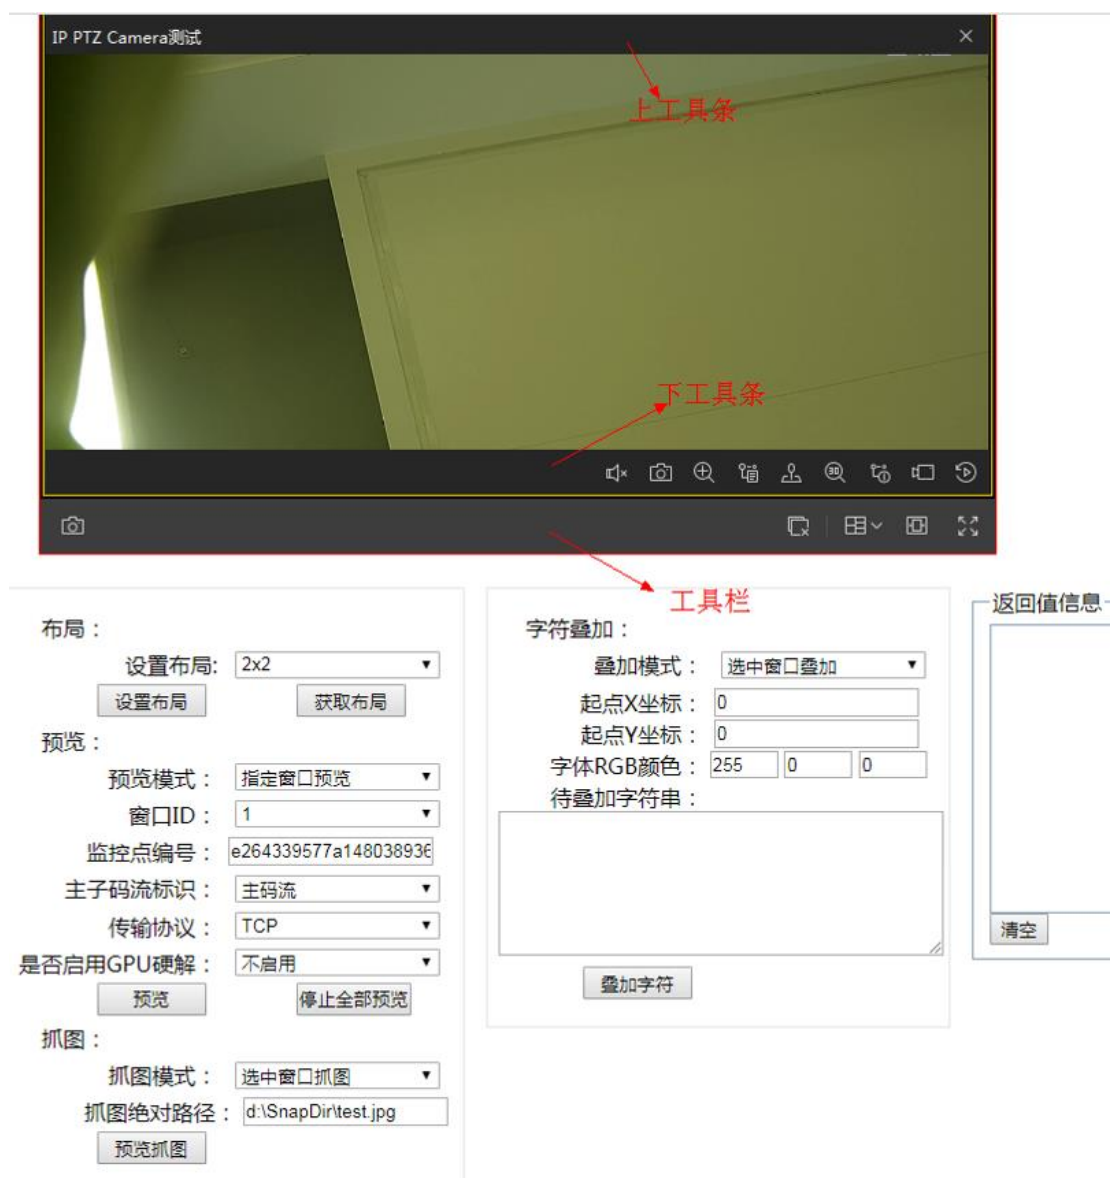 IP PTZ Camera测试
上工具条
下工具条
工具栏
布局：
设置布局: 2x2
设置布局 获取布局
预览：
预览模式： 指定窗口预览
窗口ID： 1
监控点编号： e264339577a148038936
主子码流标识： 主码流
传输协议： TCP
是否启用GPU硬解： 不启用
预览 停止全部预览
抓图：
抓图模式： 选中窗口抓图
抓图绝对路径： d:\SnapDir\test.jpg
预览抓图
字符叠加：
叠加模式： 选中窗口叠加
起点X坐标： 0
起点Y坐标： 0
字体RGB颜色： 255 0 0
待叠加字符串：
叠加字符
返回值信息
清空